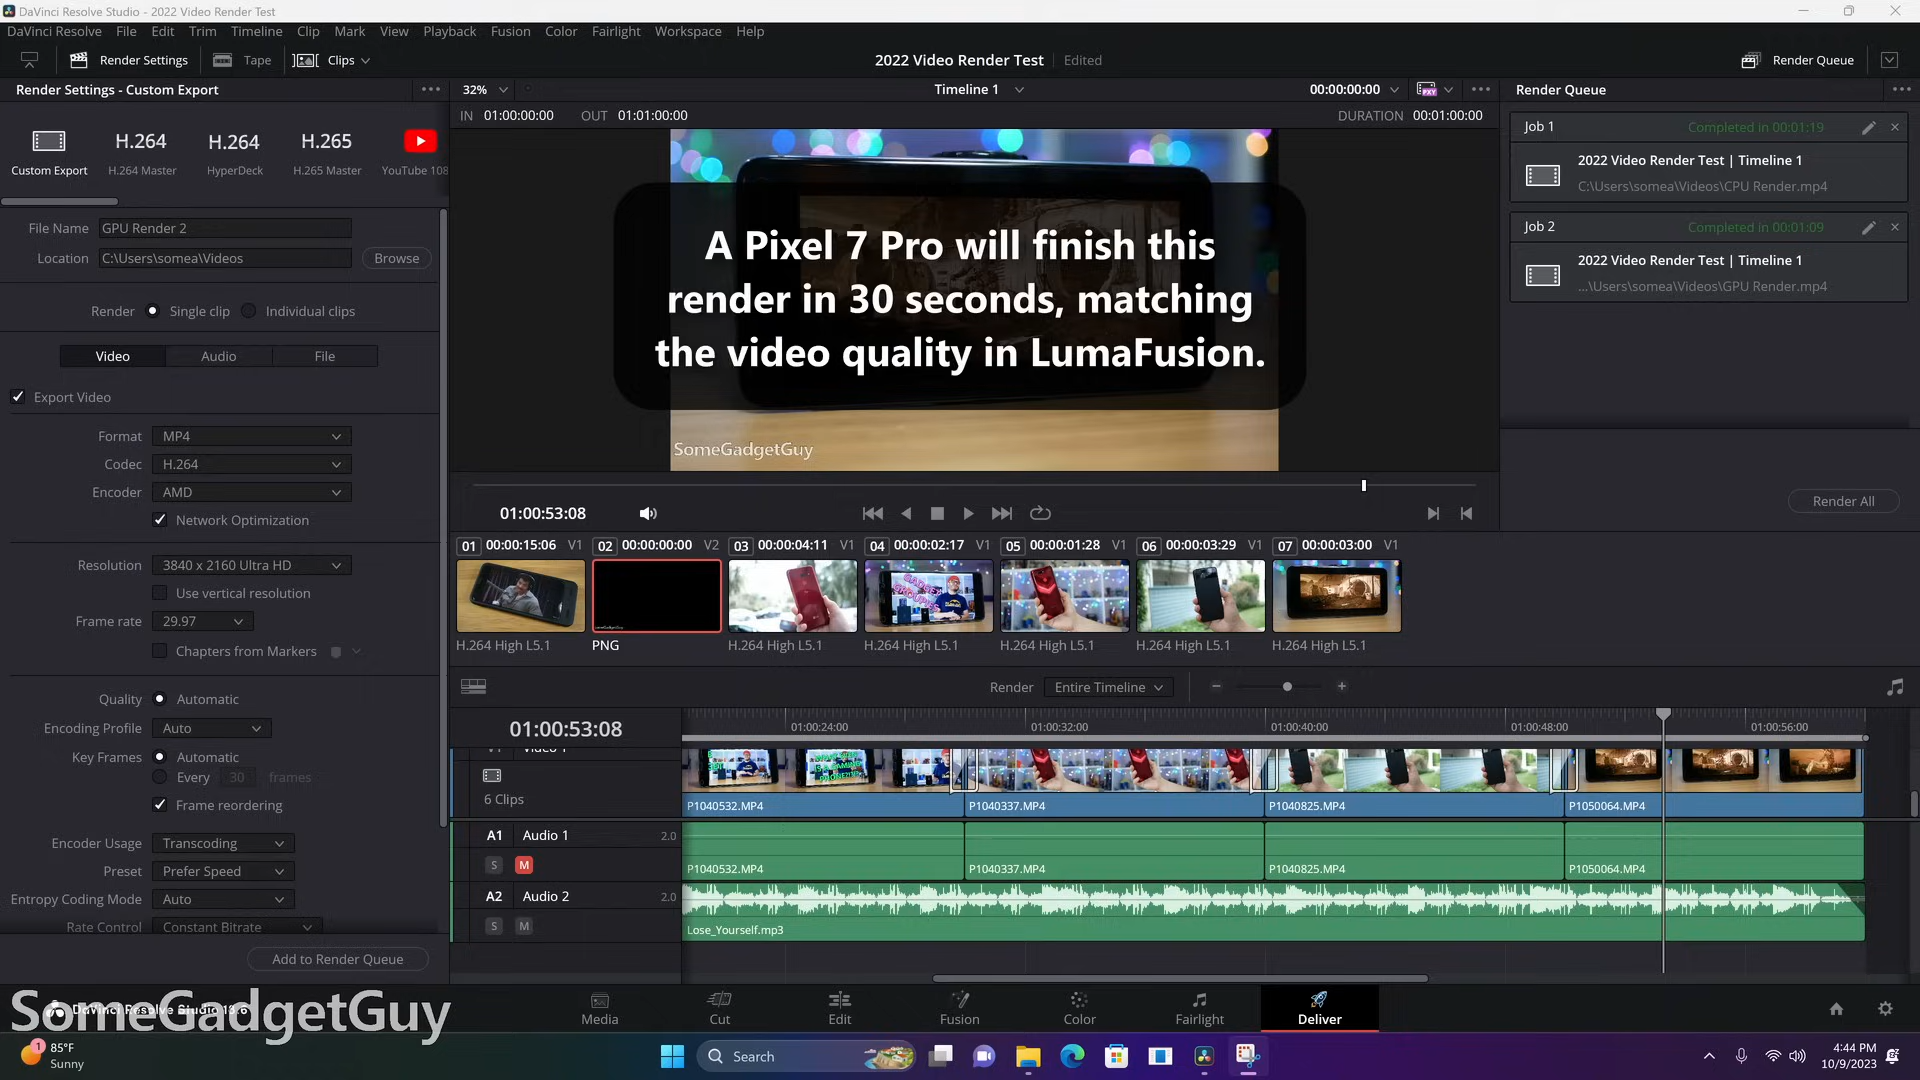 DaVinci Resolve Studio - 2022 Video Render Test
DaVinci Resolve File Edit Trim Timeline Clip Mark View Playback Fusion Color Fairlight Workspace Help
Render Settings Tape Clips
2022 Video Render Test Edited
Render Queue
Render Settings - Custom Export
32%
Timeline 1
00:00:00:00
Render Queue
IN 01:00:00:00 OUT 01:01:00:00
DURATION 00:01:00:00
H.264 H.264 H.265
Custom Export H.264 Master HyperDeck H.265 Master YouTube 108
File Name GPU Render 2
Location C:\Users\somea\Videos Browse
Render Single clip Individual clips
Video Audio File
Export Video
Format MP4
Codec H.264
Encoder AMD
Network Optimization
Resolution 3840 x 2160 Ultra HD
Use vertical resolution
Frame rate 29.97
Chapters from Markers
Quality Automatic
Encoding Profile Auto
Key Frames Automatic
Every 30 frames
Frame reordering
Encoder Usage Transcoding
Preset Prefer Speed
Entropy Coding Mode Auto
Rate Control Constant Bitrate
Add to Render Queue
A Pixel 7 Pro will finish this
render in 30 seconds, matching
the video quality in LumaFusion.
SomeGadgetGuy
Job 1 Completed in 00:01:19
2022 Video Render Test | Timeline 1
C:\Users\somea\Videos\CPU Render.mp4
Job 2 Completed in 00:01:09
2022 Video Render Test | Timeline 1
...\Users\somea\Videos\GPU Render.mp4
Render All
01:00:53:08
01 00:00:15:06 V1 02 00:00:00:00 V2 03 00:00:04:11 V1 04 00:00:02:17 V1 05 00:00:01:28 V1 06 00:00:03:29 V1 07 00:00:03:00 V1
H.264 High L5.1 PNG H.264 High L5.1 H.264 High L5.1 H.264 High L5.1 H.264 High L5.1 H.264 High L5.1
Render Entire Timeline
01:00:53:08
01:00:24:00 01:00:32:00 01:00:40:00 01:00:48:00 01:00:56:00
6 Clips
P1040532.MP4 P1040337.MP4 P1040825.MP4 P1050064.MP4
A1 Audio 1 2.0
S M
P1040532.MP4 P1040337.MP4 P1040825.MP4 P1050064.MP4
A2 Audio 2 2.0
S M
Lose_Yourself.mp3
SomeGadgetGuy
Media Cut Edit Fusion Color Fairlight Deliver
1
85°F
Sunny
Search
4:44 PM
10/9/2023